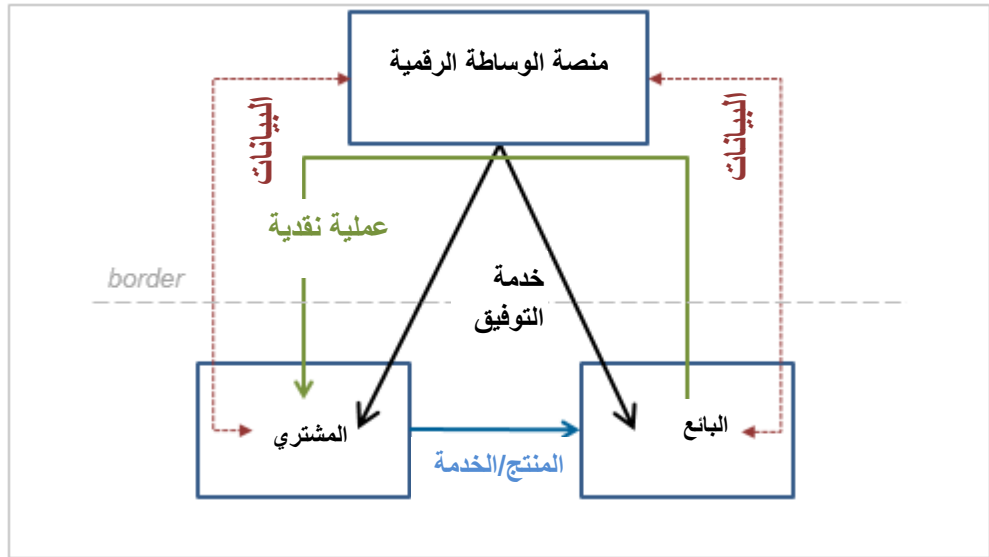 منصة الوساطة الرقمية
البيانات
البيانات
عملية نقدية
border
خدمة
التوفيق
البائع
المشتري
المنتج/الخدمة